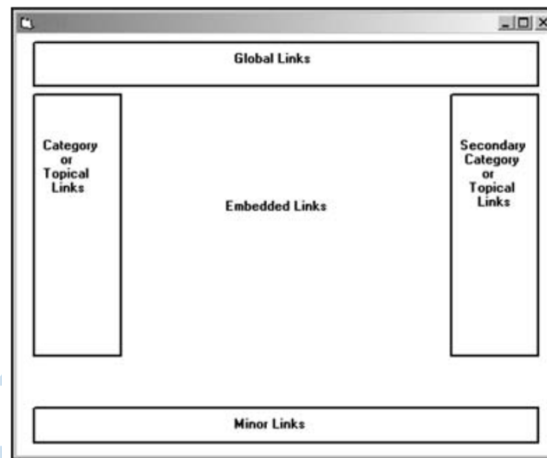 Global Links
Category
or
Topical
Links
Embedded Links
Secondary
Category
or
Topical
Links
Minor Links